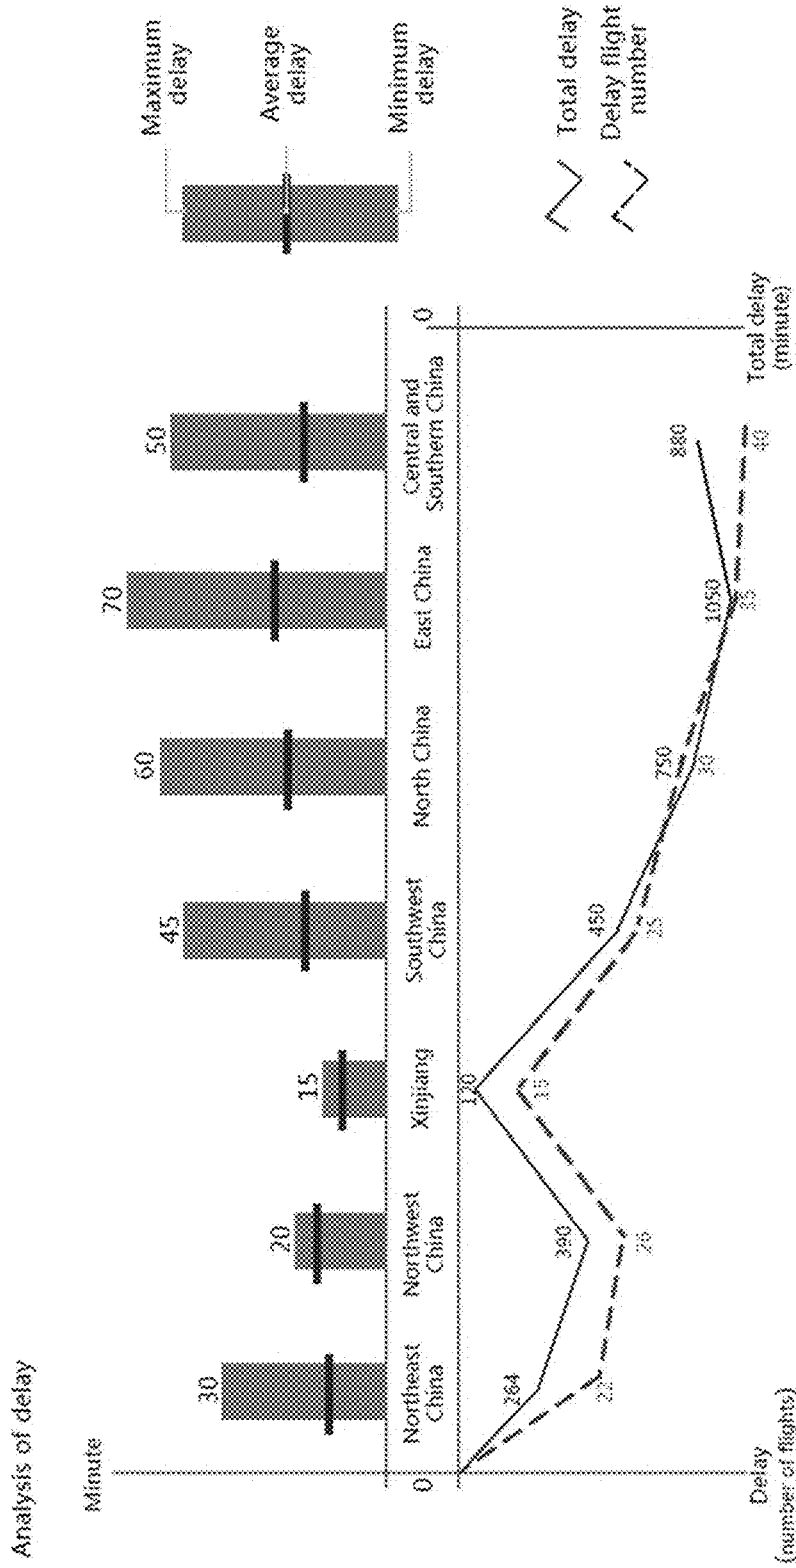 Analysis of delay
Minute
30
20
15
45
60
70
50
Maximum
delay
Average
delay
Minimum
delay
0
Northeast
China
Northwest
China
Xinjiang
Southwest
China
North China
East China
Central and
Southern China
0
264
390
120
450
750
1050
880
22
26
15
25
30
35
40
Total delay
Delay flight
number
Delay
(number of flights)
Total delay
(minute)